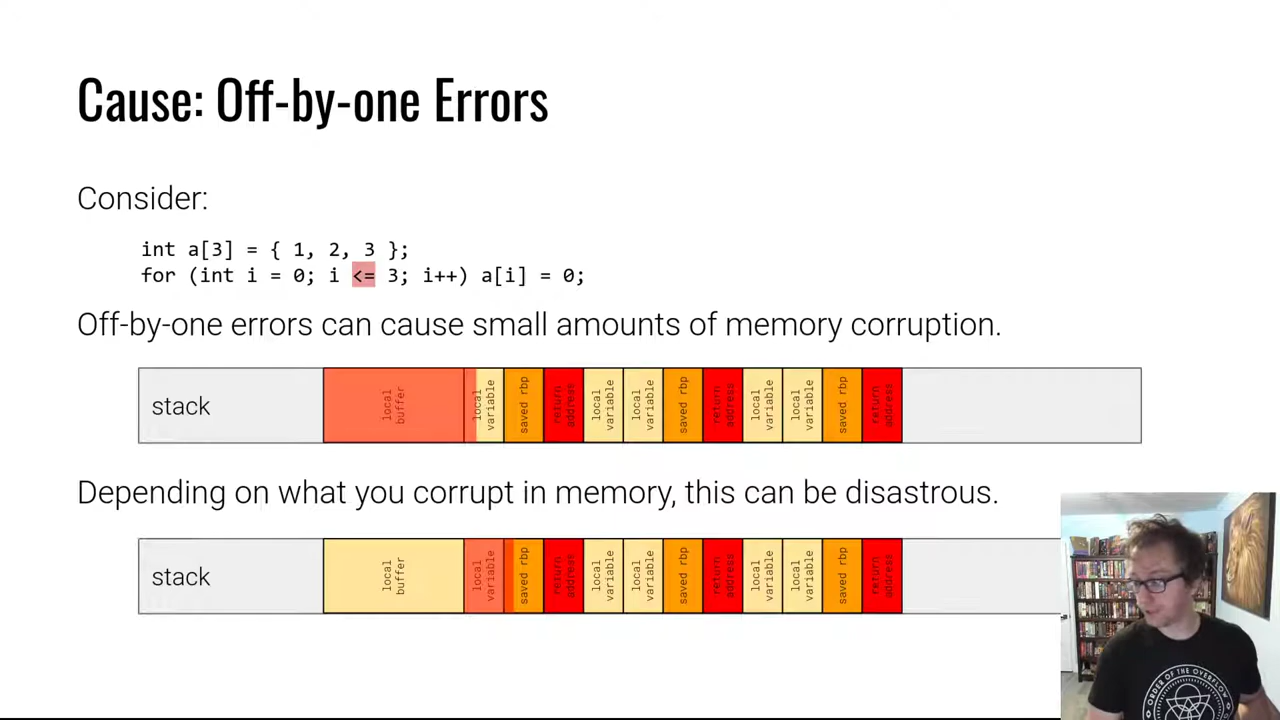 Cause: Off-by-one Errors
Consider:
int a[3] = { 1, 2, 3 };
for (int i = 0; i <= 3; i++) a[i] = 0;
Off-by-one errors can cause small amounts of memory corruption.
stack
local buffer
local variable
saved rbp
return address
local variable
local variable
saved rbp
return address
local variable
local variable
saved rbp
return address
Depending on what you corrupt in memory, this can be disastrous.
stack
local buffer
local variable
saved rbp
return address
local variable
local variable
saved rbp
return address
local variable
local variable
saved rbp
return address
ORDER OF THE OVERFLOW